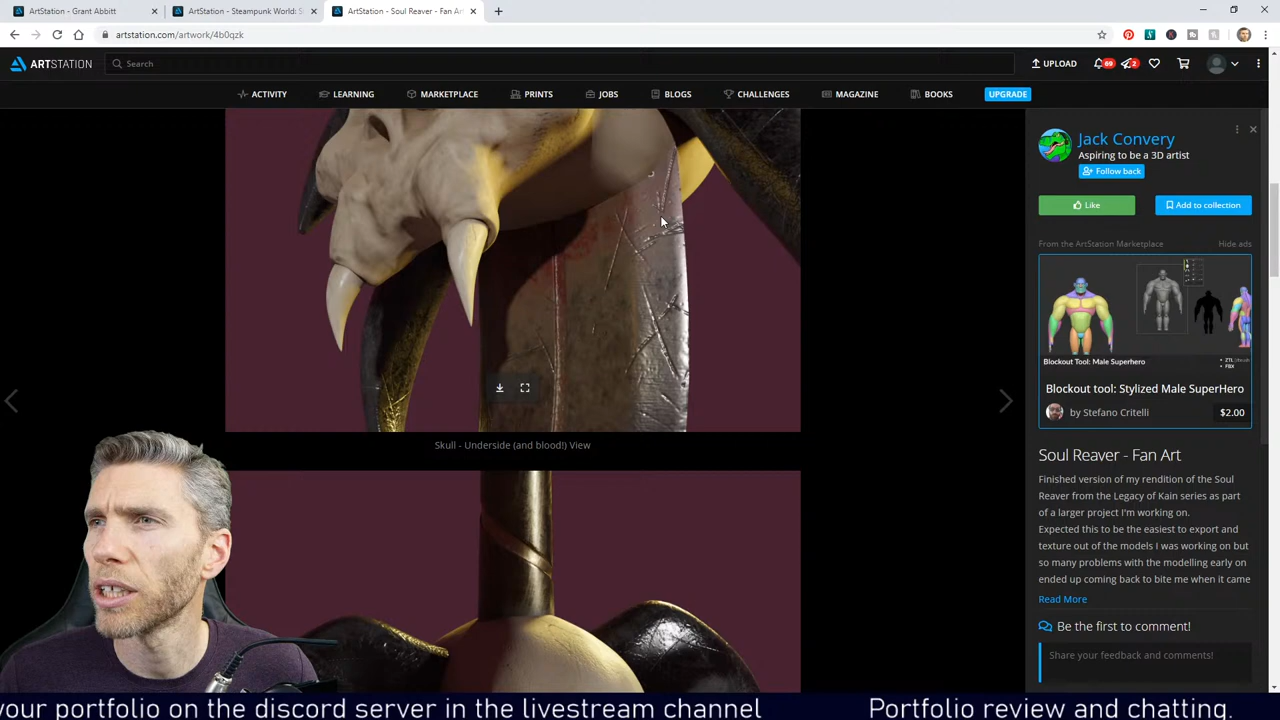 ArtStation - Grant Abbitt
ArtStation - Steampunk World: S
ArtStation - Soul Reaver - Fan Art
artstation.com/artwork/4b0qzk
ARTSTATION
Search
UPLOAD
69
2
ACTIVITY
LEARNING
MARKETPLACE
PRINTS
JOBS
BLOGS
CHALLENGES
MAGAZINE
BOOKS
UPGRADE
Jack Convery
Aspiring to be a 3D artist
Follow back
Like
Add to collection
From the ArtStation Marketplace
Hide ads
Blockout tool: Male Superhero
Blockout tool: Stylized Male SuperHero
by Stefano Critelli
$2.00
Skull - Underside (and blood!) View
Soul Reaver - Fan Art
Finished version of my rendition of the Soul
Reaver from the Legacy of Kain series as part
of a larger project I'm working on.
Expected this to be the easiest to export and
texture out of the models I was working on but
so many problems with the modelling early on
ended up coming back to bite me when it came
Read More
Be the first to comment!
Share your feedback and comments!
your portfolio on the discord server in the livestream channel
Portfolio review and chatting.